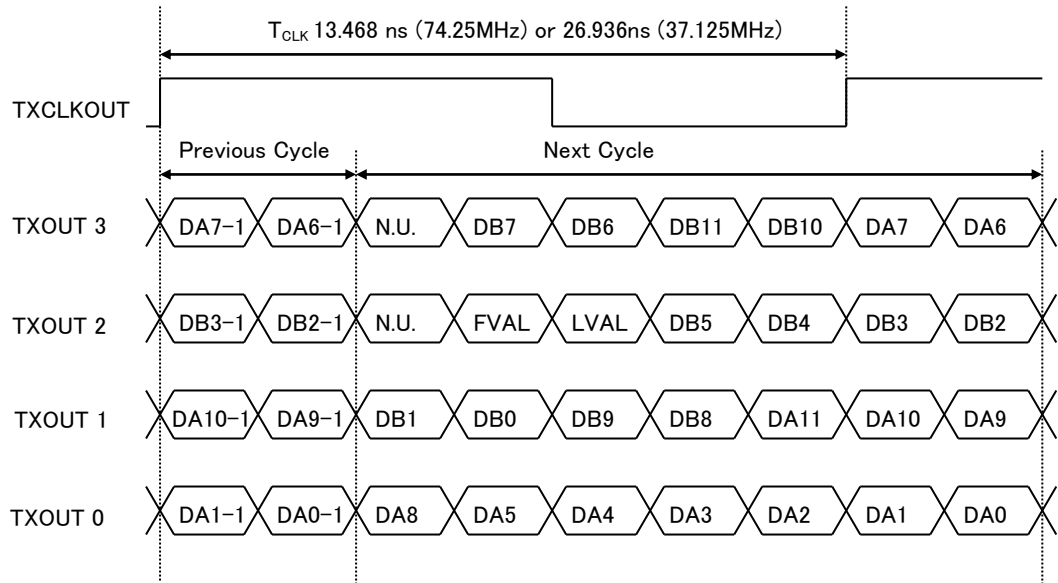 TCLK 13.468 ns (74.25MHz) or 26.936ns (37.125MHz)
TXCLKOUT
Previous Cycle Next Cycle
TXOUT 3 DA7-1 DA6-1 N.U. DB7 DB6 DB11 DB10 DA7 DA6
TXOUT 2 DB3-1 DB2-1 N.U. FVAL LVAL DB5 DB4 DB3 DB2
TXOUT 1 DA10-1 DA9-1 DB1 DB0 DB9 DB8 DA11 DA10 DA9
TXOUT 0 DA1-1 DA0-1 DA8 DA5 DA4 DA3 DA2 DA1 DA0